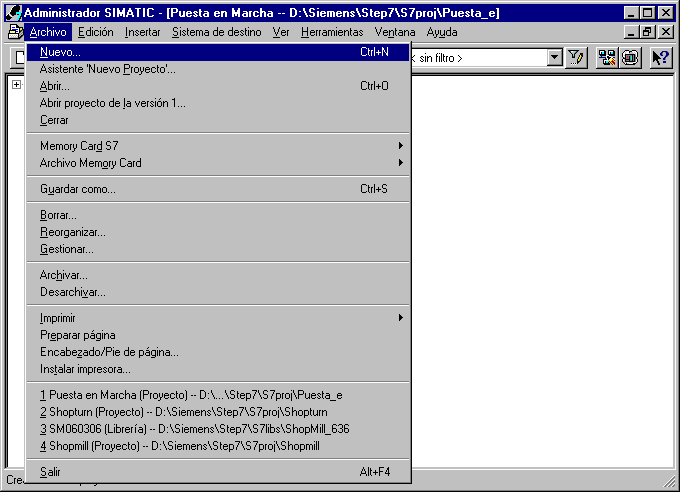 Administrador SIMATIC - [Puesta en Marcha -- D:\Siemens\Step7\S7proj\Puesta_e]
Archivo Edición Insertar Sistema de destino Ver Herramientas Ventana Ayuda
Nuevo... Ctrl+N
< sin filtro >
Asistente 'Nuevo Proyecto'...
Abrir... Ctrl+O
Abrir proyecto de la versión 1...
Cerrar
Memory Card S7
Archivo Memory Card
Guardar como... Ctrl+S
Borrar...
Reorganizar...
Gestionar...
Archivar...
Desarchivar...
Imprimir
Preparar página
Encabezado/Pie de página...
Instalar impresora...
1 Puesta en Marcha (Proyecto) -- D:\...\Step7\S7proj\Puesta_e
2 Shopturn (Proyecto) -- D:\Siemens\Step7\S7proj\Shopturn
3 SM060306 (Librería) -- D:\Siemens\Step7\S7libs\ShopMill_636
4 Shopmill (Proyecto) -- D:\Siemens\Step7\S7proj\Shopmill
Salir Alt+F4